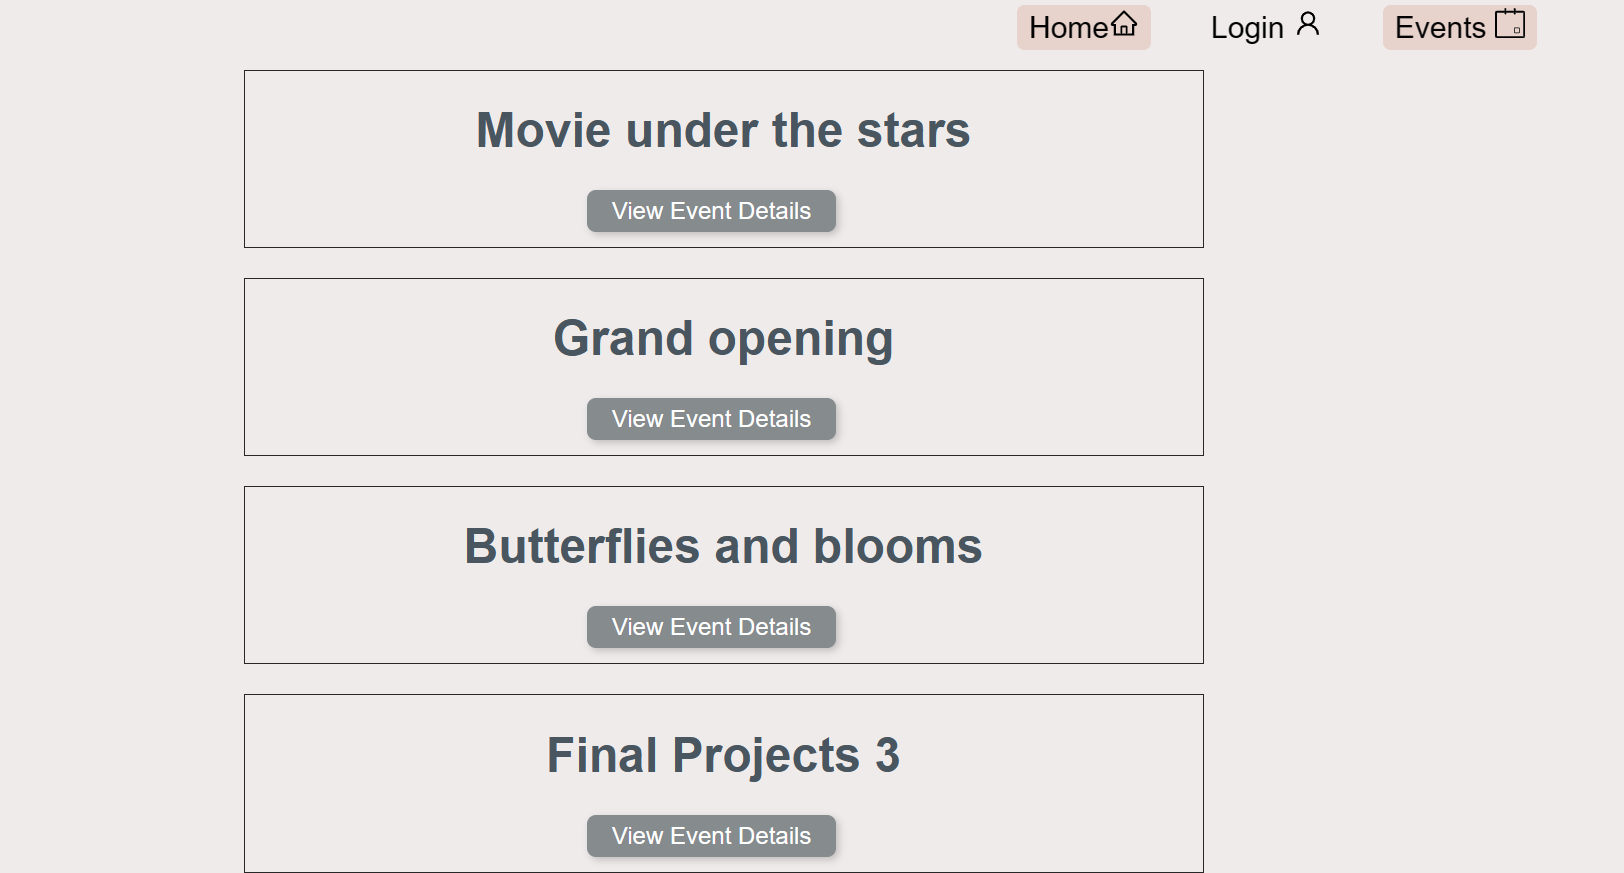 Home Login Events
Movie under the stars
View Event Details
Grand opening
View Event Details
Butterflies and blooms
View Event Details
Final Projects 3
View Event Details